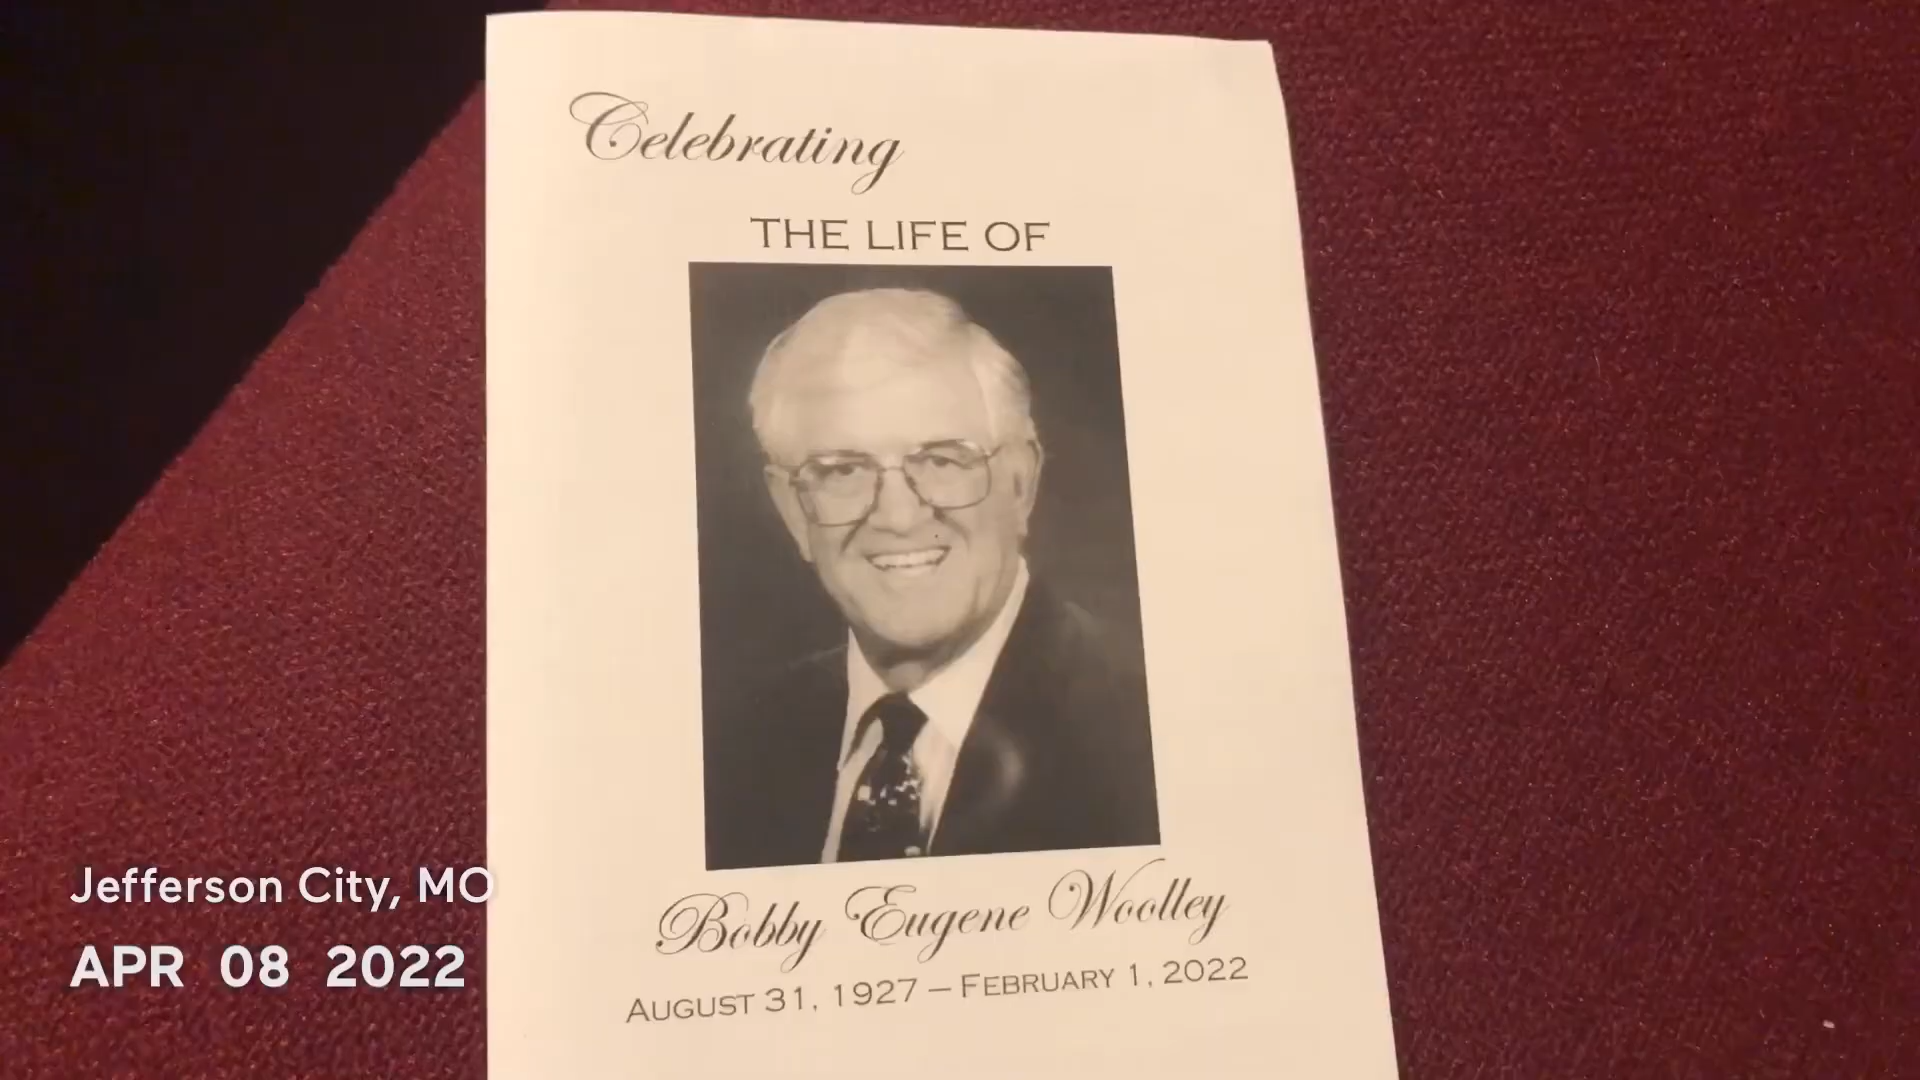 Celebrating
THE LIFE OF
Bobby Eugene Woolley
AUGUST 31, 1927 – FEBRUARY 1, 2022
Jefferson City, MO
APR 08 2022